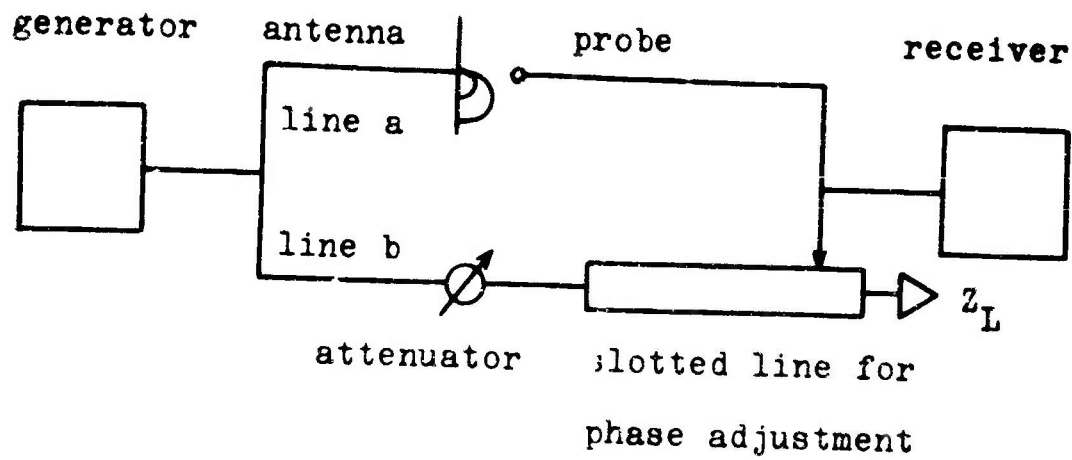 generator
antenna
probe
receiver
line a
line b
Z_L
attenuator
slotted line for
phase adjustment